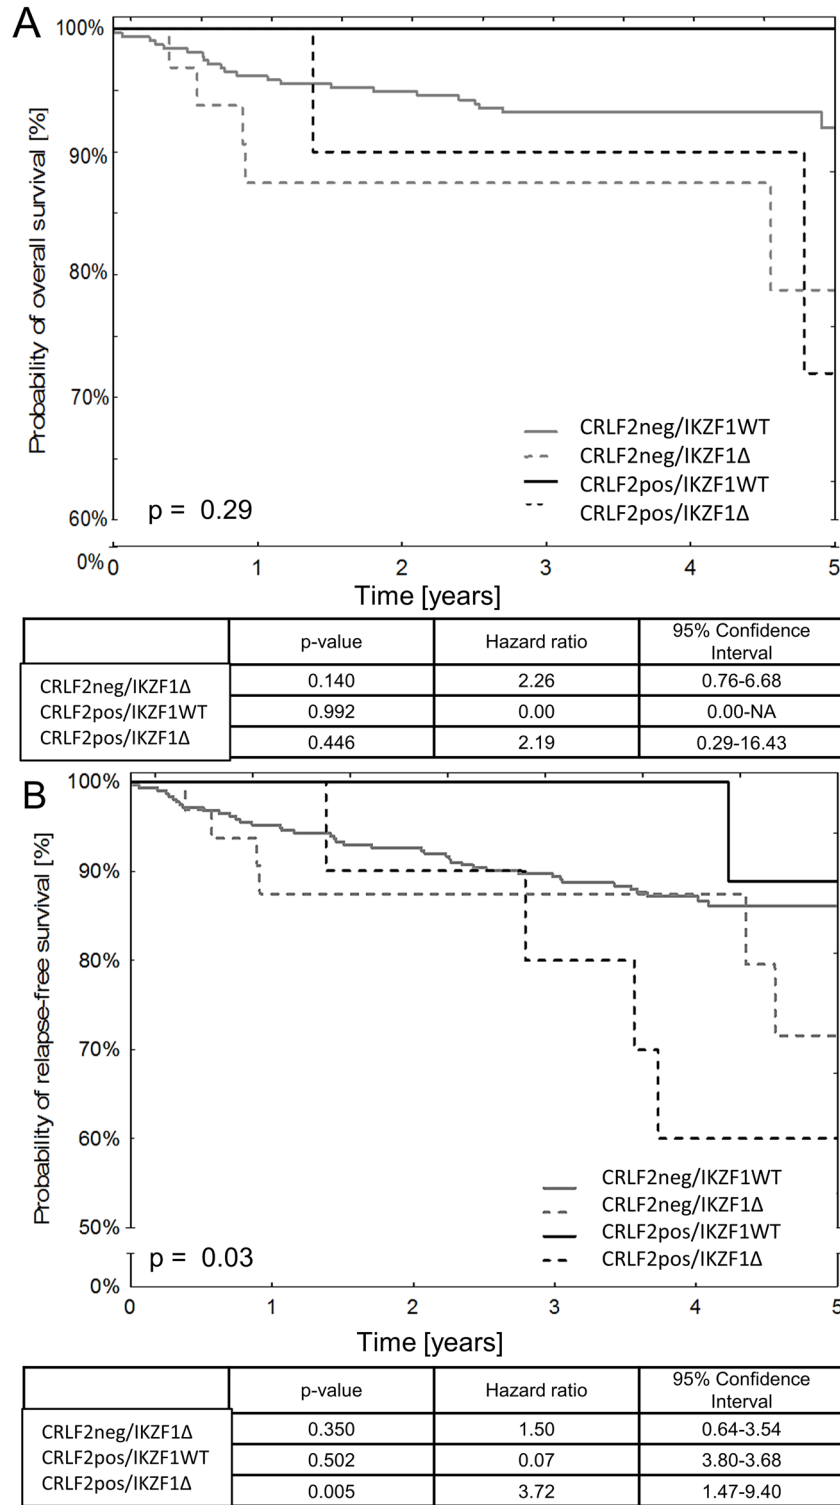 A
Probability of overall survival [%]
100%
90%
80%
70%
60%
0%
CRLF2neg/IKZF1WT
CRLF2neg/IKZF1Δ
CRLF2pos/IKZF1WT
CRLF2pos/IKZF1Δ
p = 0.29
0 1 2 3 4 5
Time [years]
p-value Hazard ratio 95% Confidence Interval
CRLF2neg/IKZF1Δ 0.140 2.26 0.76-6.68
CRLF2pos/IKZF1WT 0.992 0.00 0.00-NA
CRLF2pos/IKZF1Δ 0.446 2.19 0.29-16.43
B
Probability of relapse-free survival [%]
100%
90%
80%
70%
60%
50%
0%
CRLF2neg/IKZF1WT
CRLF2neg/IKZF1Δ
CRLF2pos/IKZF1WT
CRLF2pos/IKZF1Δ
p = 0.03
0 1 2 3 4 5
Time [years]
p-value Hazard ratio 95% Confidence Interval
CRLF2neg/IKZF1Δ 0.350 1.50 0.64-3.54
CRLF2pos/IKZF1WT 0.502 0.07 3.80-3.68
CRLF2pos/IKZF1Δ 0.005 3.72 1.47-9.40